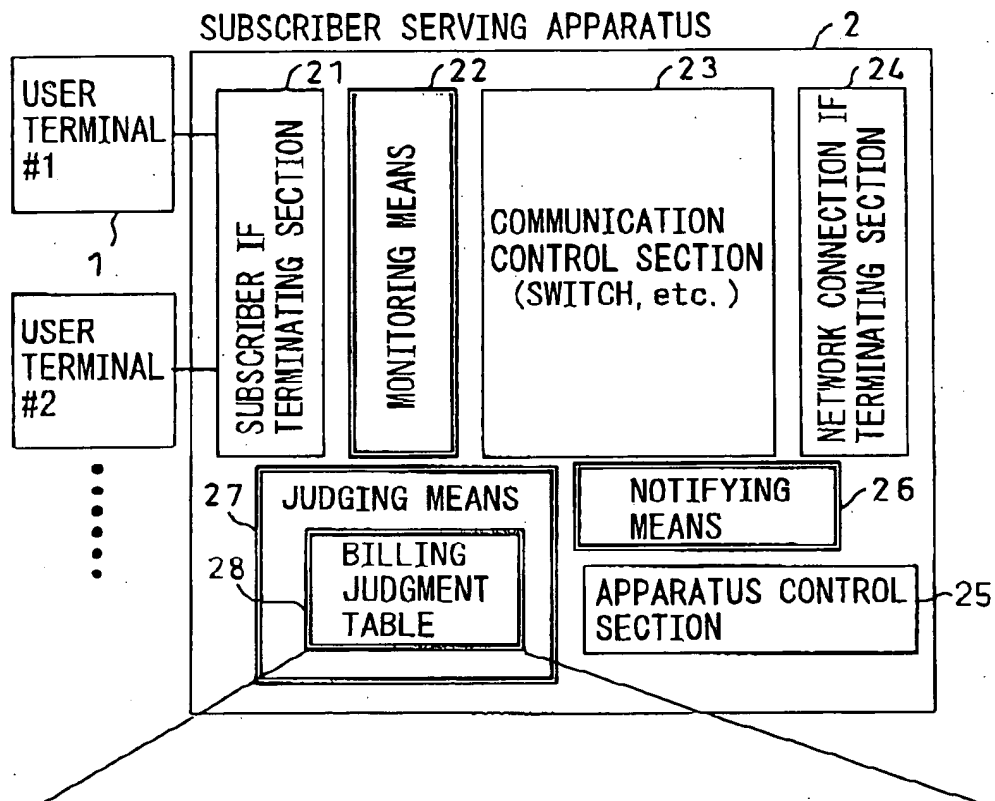 SUBSCRIBER SERVING APPARATUS
2
USER
TERMINAL
#1
1
USER
TERMINAL
#2
21
SUBSCRIBER IF
TERMINATING SECTION
22
MONITORING MEANS
23
COMMUNICATION
CONTROL SECTION
(SWITCH, etc.)
24
NETWORK CONNECTION IF
TERMINATING SECTION
27
JUDGING MEANS
28
BILLING
JUDGMENT
TABLE
NOTIFYING
MEANS
26
APPARATUS CONTROL
SECTION
25